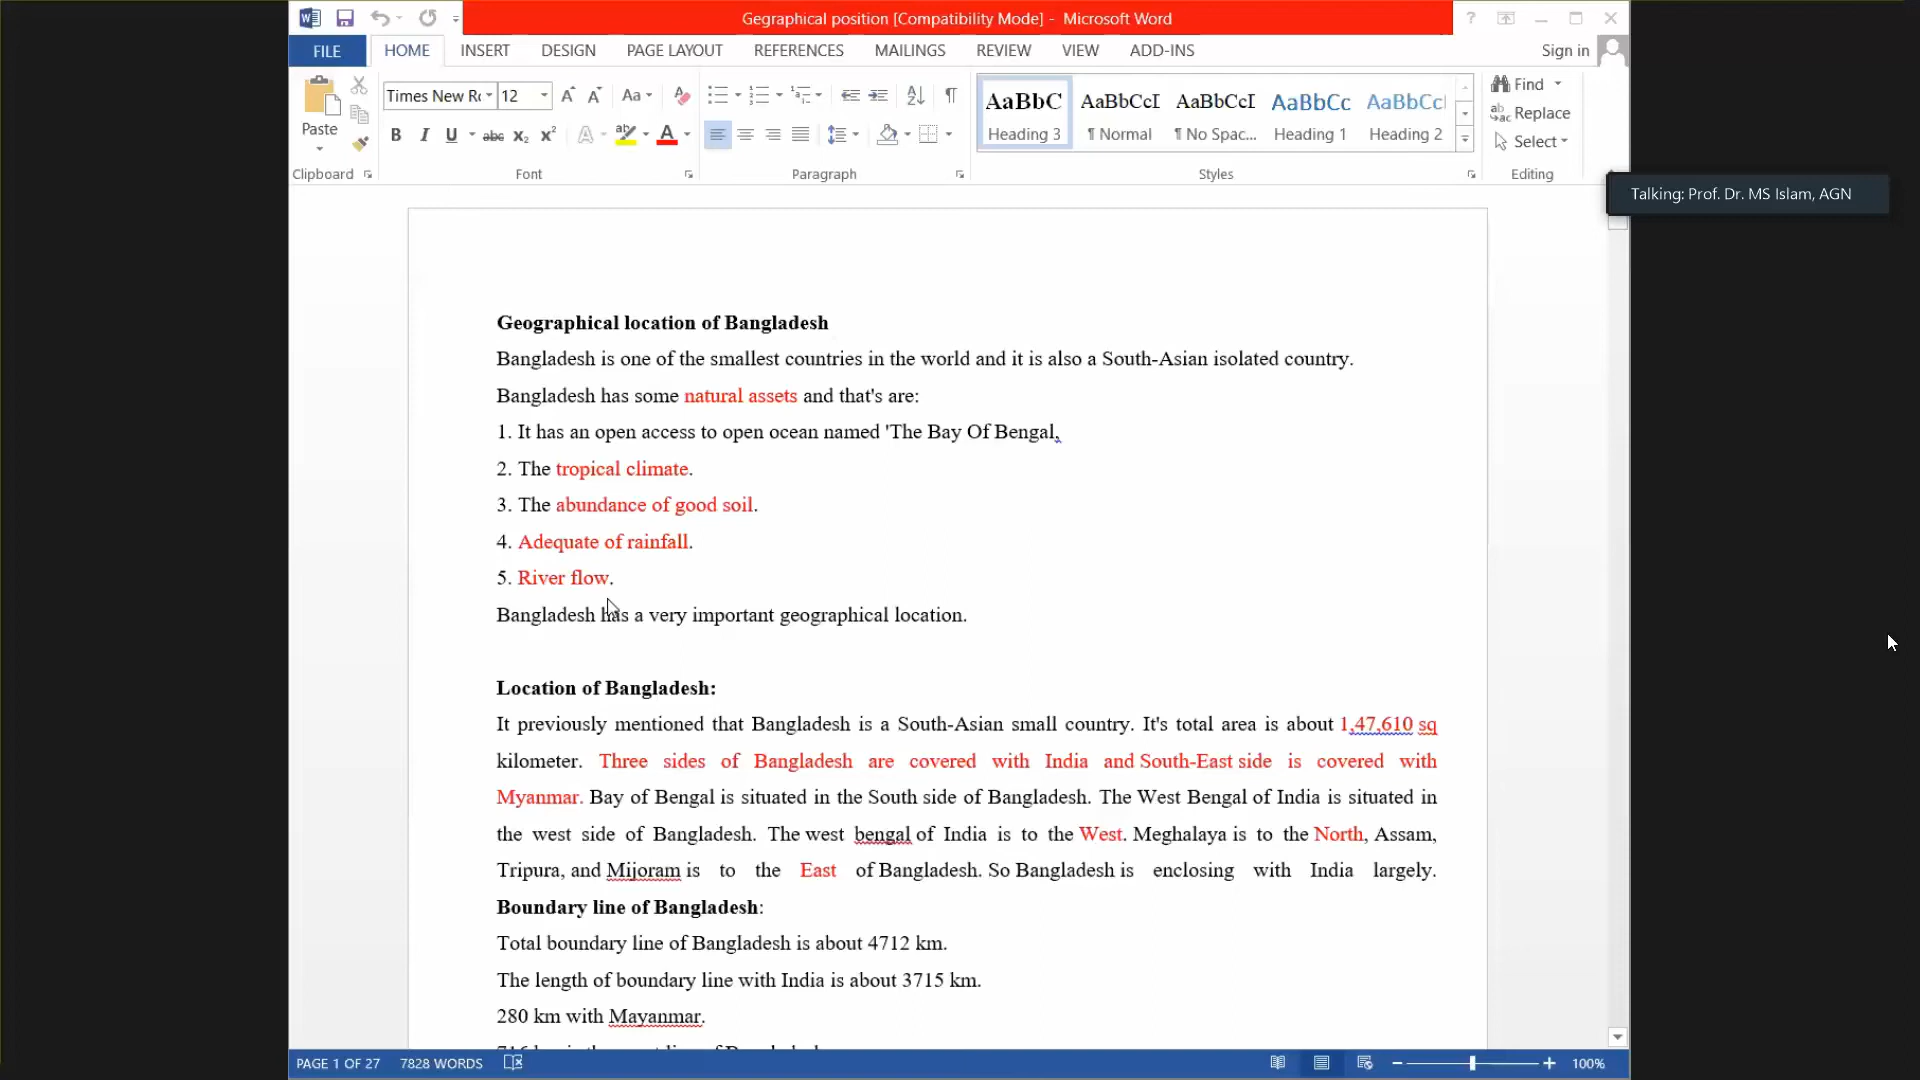 Gegraphical position [Compatibility Mode] - Microsoft Word
FILE HOME INSERT DESIGN PAGE LAYOUT REFERENCES MAILINGS REVIEW VIEW ADD-INS Sign in
Times New Rc 12 Aa
AaBbC AaBbCcI AaBbCcI AaBbCc AaBbCcI
Find
Replace
Select
Paste
B I U abc X₂ X² A A
Heading 3 ¶ Normal ¶ No Spac... Heading 1 Heading 2
Clipboard Font Paragraph Styles Editing
Talking: Prof. Dr. MS Islam, AGN
Geographical location of Bangladesh
Bangladesh is one of the smallest countries in the world and it is also a South-Asian isolated country.
Bangladesh has some natural assets and that's are:
1. It has an open access to open ocean named 'The Bay Of Bengal,
2. The tropical climate.
3. The abundance of good soil.
4. Adequate of rainfall.
5. River flow.
Bangladesh has a very important geographical location.
Location of Bangladesh:
It previously mentioned that Bangladesh is a South-Asian small country. It's total area is about 1,47,610 sq
kilometer. Three sides of Bangladesh are covered with India and South-East side is covered with
Myanmar. Bay of Bengal is situated in the South side of Bangladesh. The West Bengal of India is situated in
the west side of Bangladesh. The west bengal of India is to the West. Meghalaya is to the North, Assam,
Tripura, and Mijoram is to the East of Bangladesh. So Bangladesh is enclosing with India largely.
Boundary line of Bangladesh:
Total boundary line of Bangladesh is about 4712 km.
The length of boundary line with India is about 3715 km.
280 km with Mayanmar.
PAGE 1 OF 27 7828 WORDS 100%